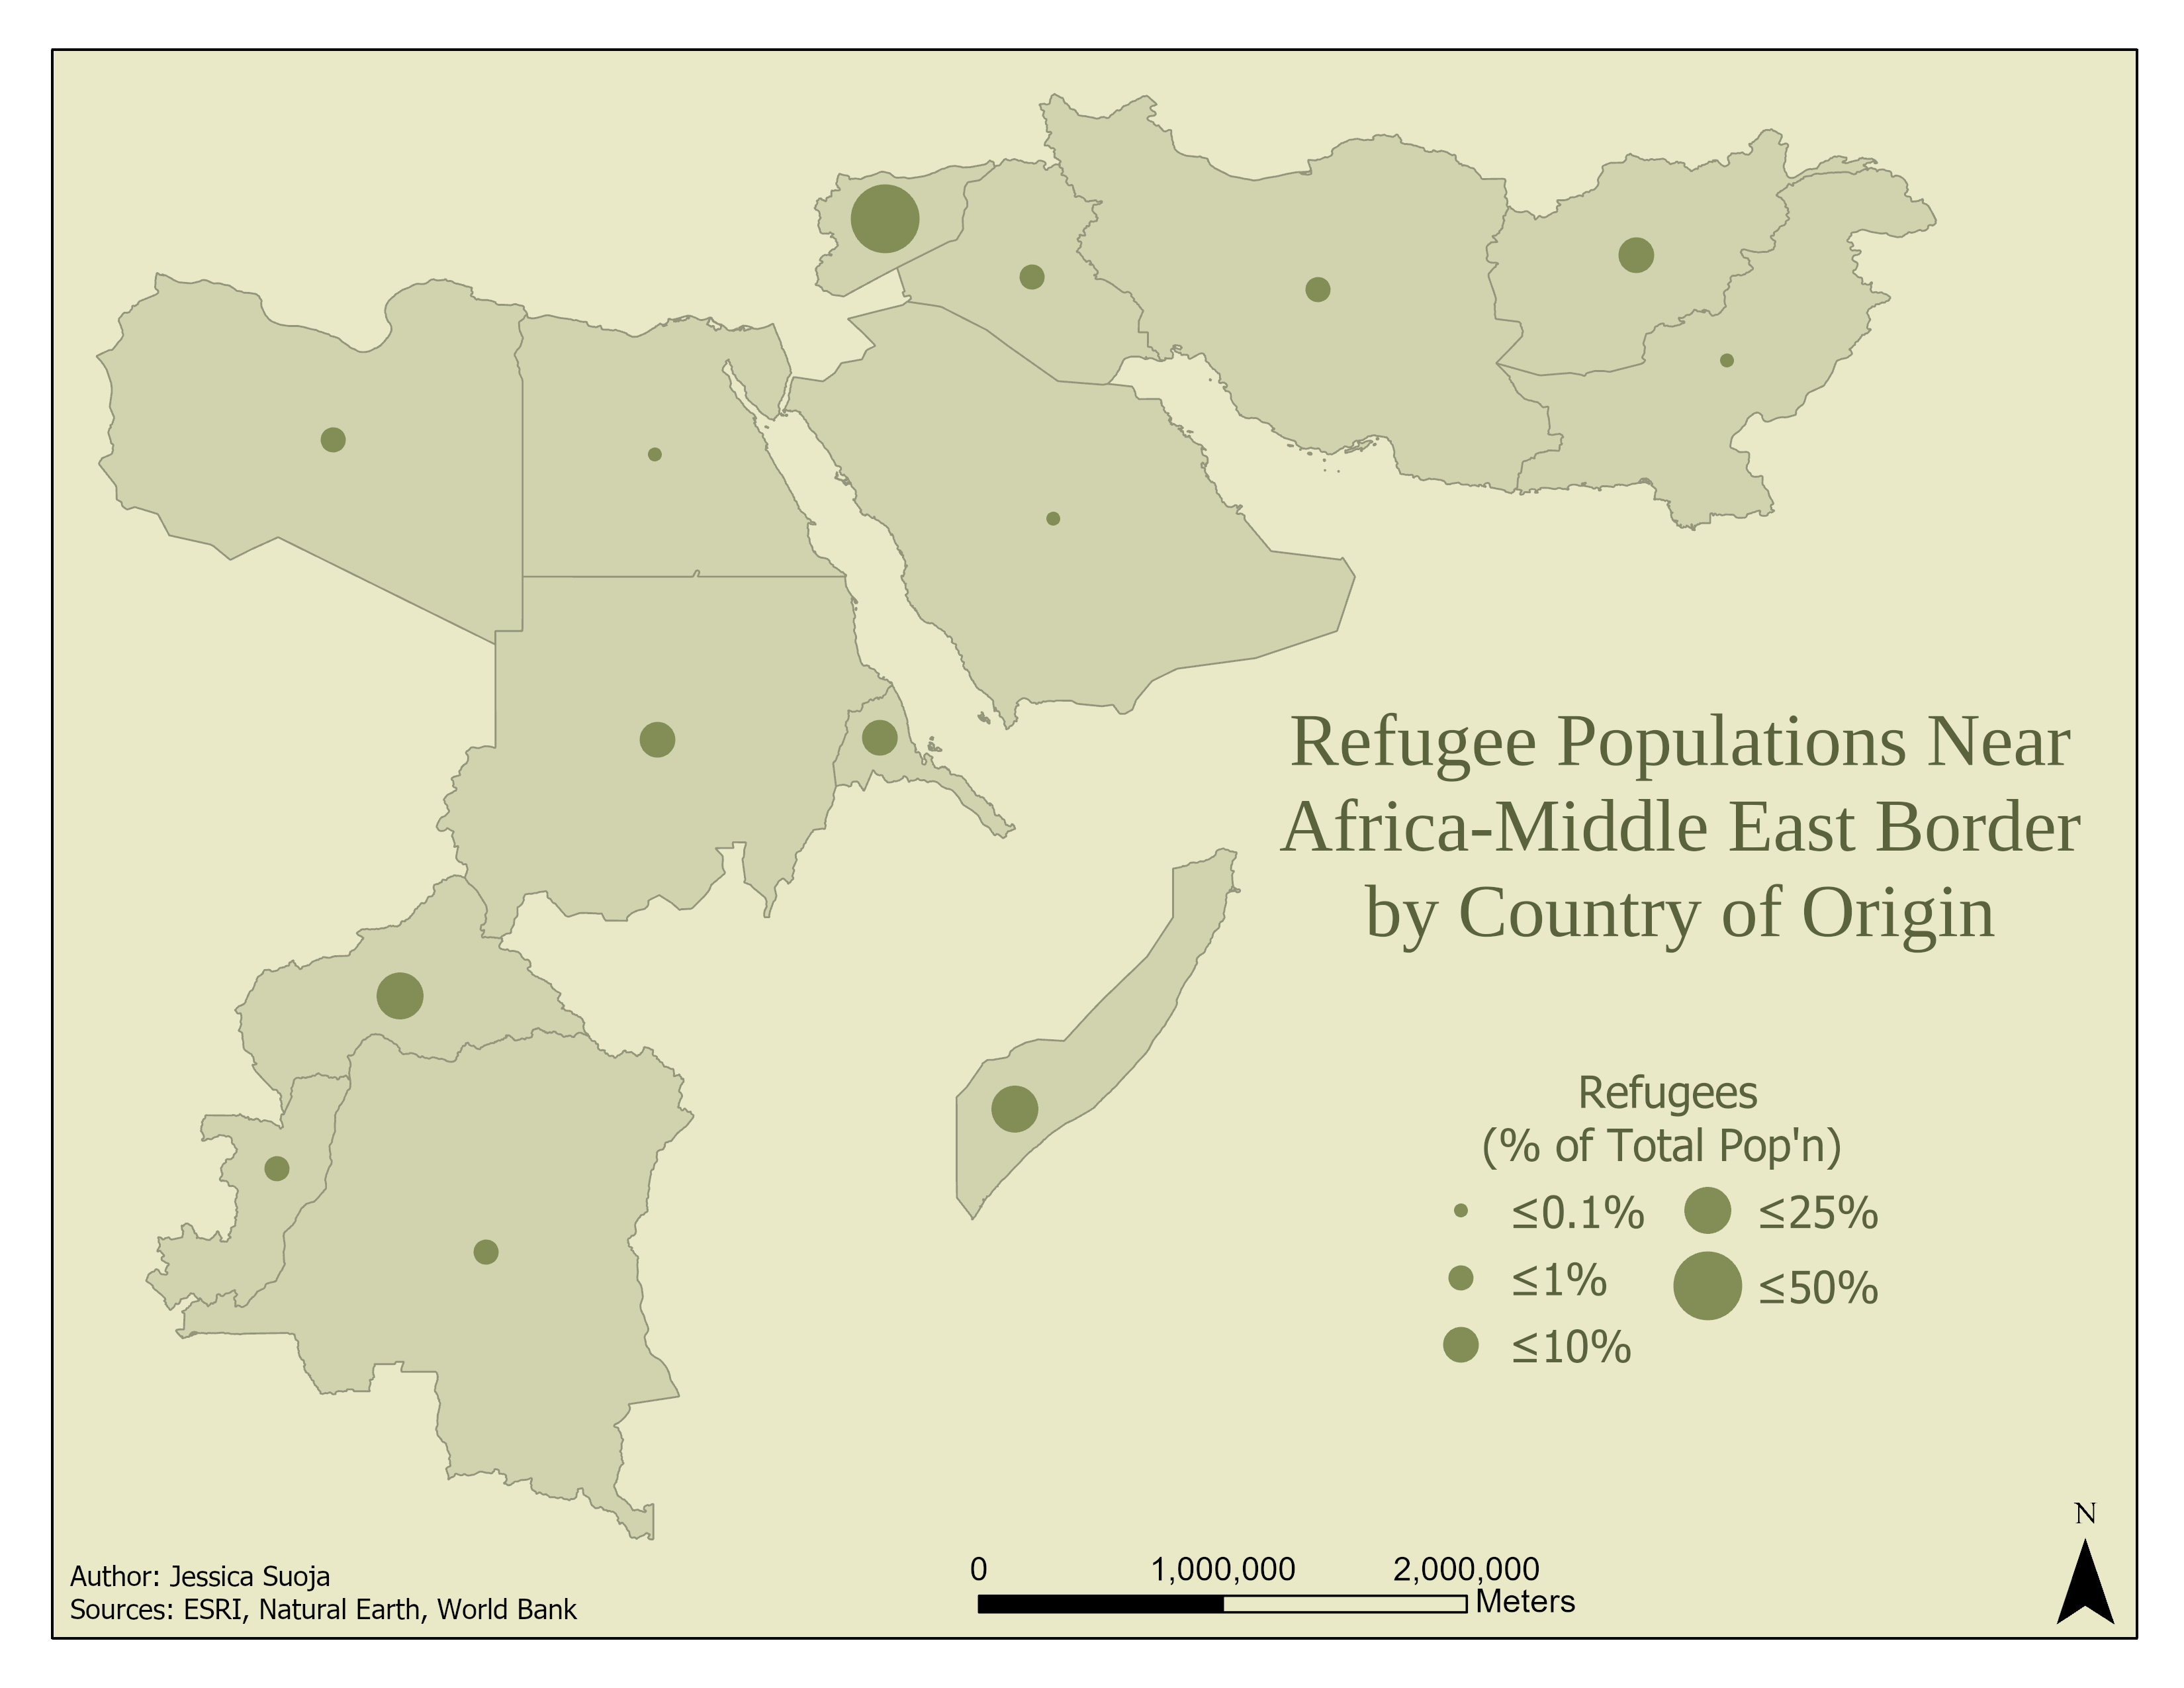 Refugee Populations Near
Africa-Middle East Border
by Country of Origin
Refugees
(% of Total Pop'n)
≤0.1%
≤1%
≤10%
≤25%
≤50%
N
Author: Jessica Suoja
Sources: ESRI, Natural Earth, World Bank
0 1,000,000 2,000,000
Meters